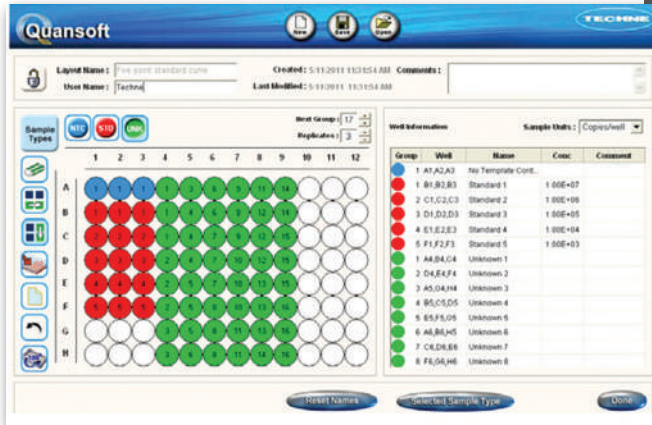 Quansoft
New
Save
Open
TECHNE
Layout Name : Five point standard curve
Created : 5/11/2011 11:31:54 AM
Comments :
User Name : Techne
Last Modified : 5/11/2011 11:31:54 AM
Sample Types
NTC
STD
UNK
Next Group : 17
Replicates : 3
Well Information
Sample Units : Copies/well
1 2 3 4 5 6 7 8 9 10 11 12
Group Well Name Conc Comment
A
B
C
D
E
F
G
H
1 A1,A2,A3 No Template Cont..
1 B1,B2,B3 Standard 1 1.00E+07
2 C1,C2,C3 Standard 2 1.00E+06
3 D1,D2,D3 Standard 3 1.00E+05
4 E1,E2,E3 Standard 4 1.00E+04
5 F1,F2,F3 Standard 5 1.00E+03
1 A4,B4,C4 Unknown 1
2 D4,E4,F4 Unknown 2
3 A5,G4,H4 Unknown 3
4 B5,C5,D5 Unknown 4
5 E5,F5,G5 Unknown 5
6 A6,B6,H5 Unknown 6
7 C6,D6,E6 Unknown 7
8 F6,G6,H6 Unknown 8
Reset Names
Selected Sample Type
Done